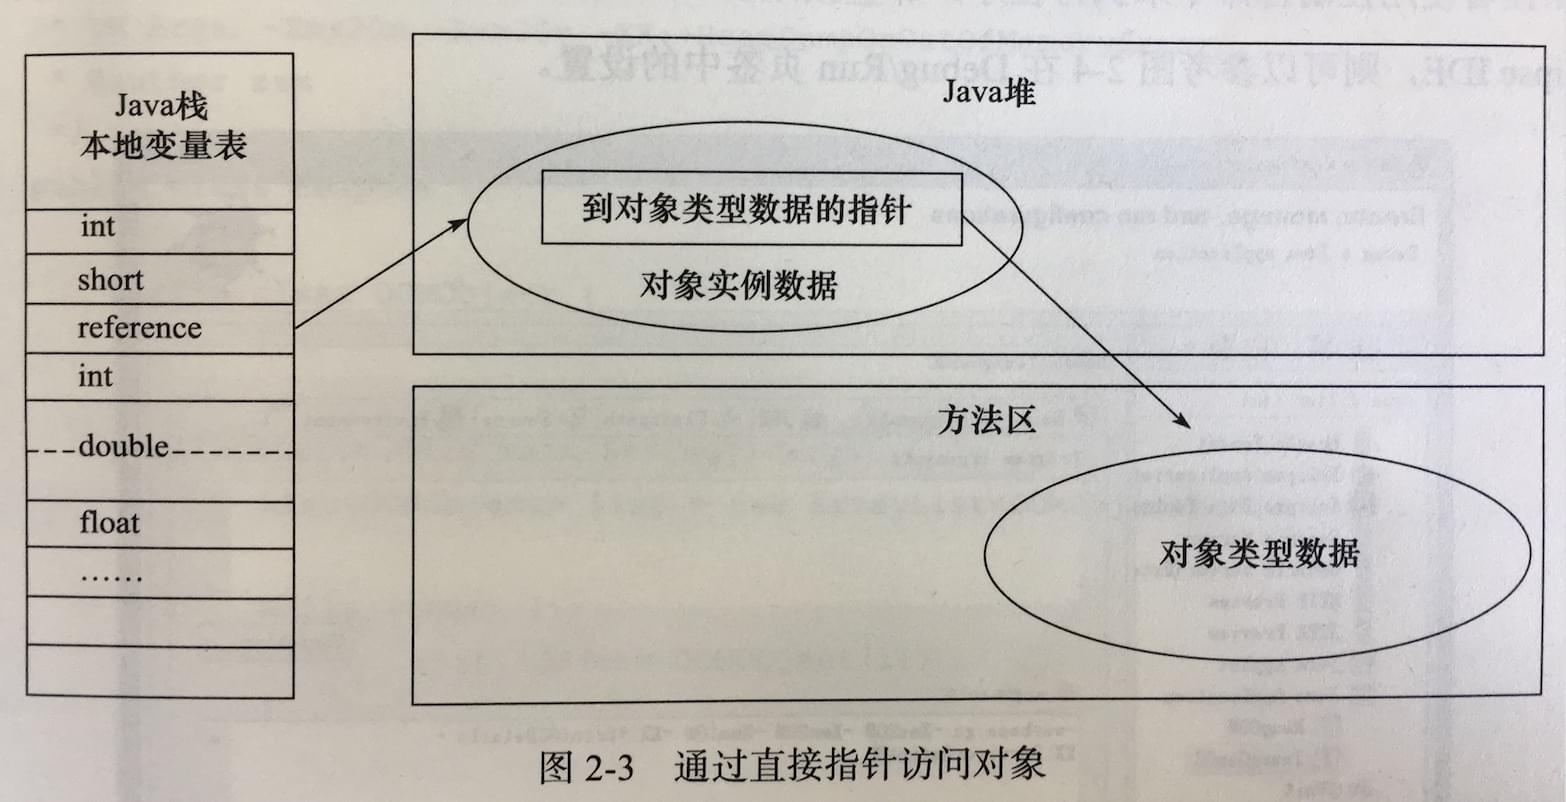 Java栈
本地变量表
int
short
reference
int
double
float
……
Java堆
到对象类型数据的指针
对象实例数据
方法区
对象类型数据
图 2-3 通过直接指针访问对象